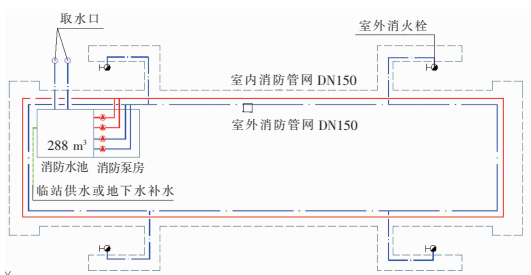 取水口
室外消火栓
室内消防管网 DN150
室外消防管网 DN150
288 m³
消防水池
消防泵房
临站供水或地下水补水